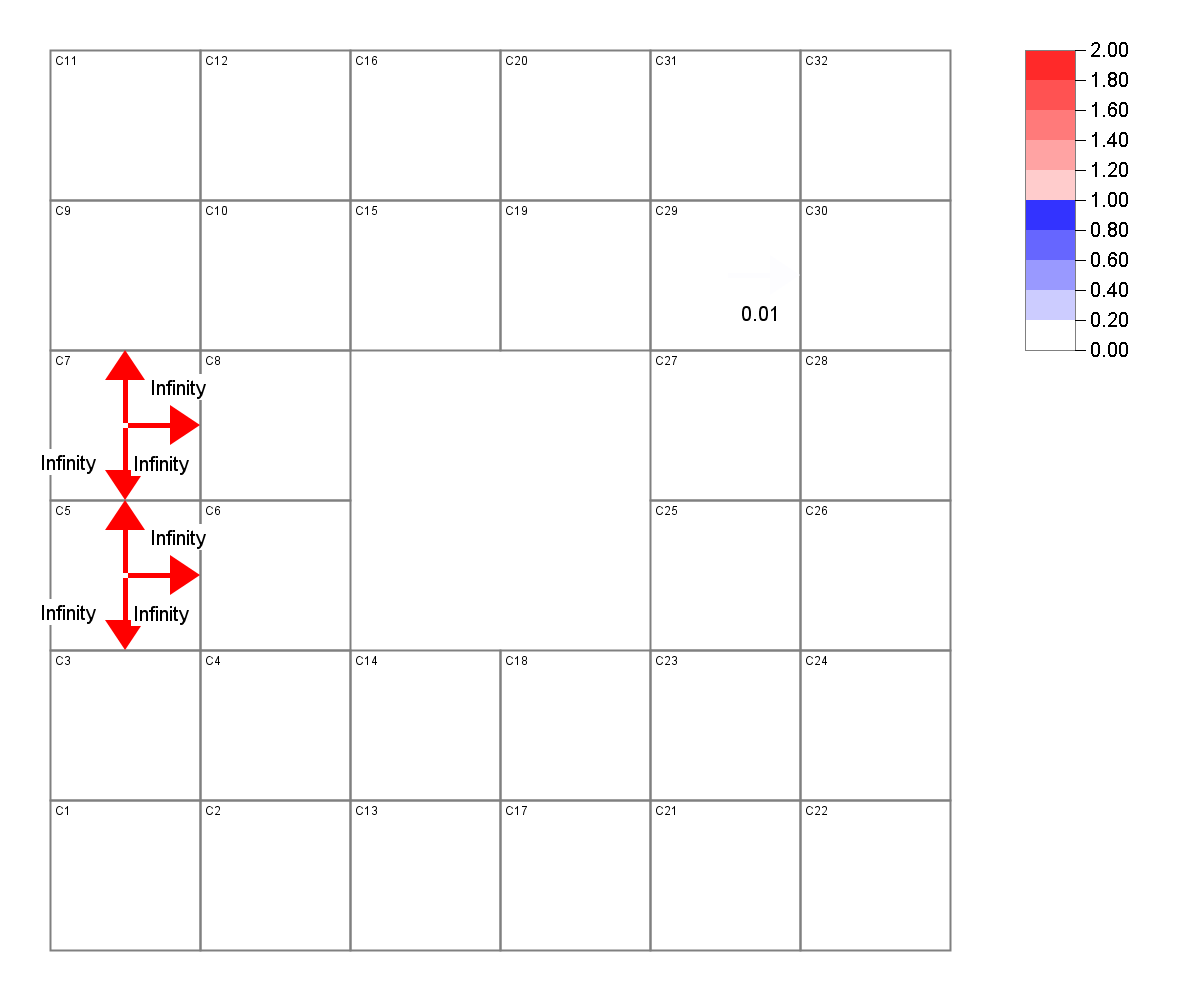 C11 C12 C16 C20 C31 C32
2.00
1.80
1.60
1.40
1.20
1.00
0.80
0.60
0.40
0.20
0.00
C9 C10 C15 C19 C29 C30
0.01
C7 C8 C27 C28
Infinity
Infinity Infinity
C5 C6 C25 C26
Infinity
Infinity Infinity
C3 C4 C14 C18 C23 C24
C1 C2 C13 C17 C21 C22